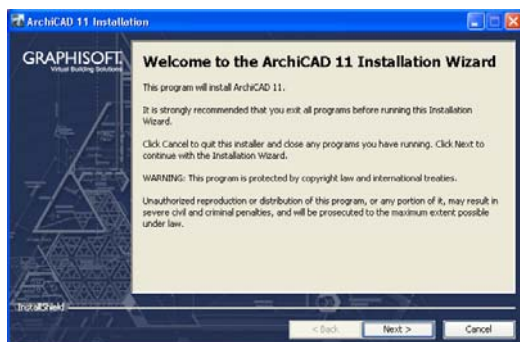 ArchiCAD 11 Installation
GRAPHISOFT.
Virtual Building Solutions
Welcome to the ArchiCAD 11 Installation Wizard
This program will install ArchiCAD 11.
It is strongly recommended that you exit all programs before running this Installation
Wizard.
Click Cancel to quit this installer and close any programs you have running. Click Next to
continue with the Installation Wizard.
WARNING: This program is protected by copyright law and international treaties.
Unauthorized reproduction or distribution of this program, or any portion of it, may result in
severe civil and criminal penalties, and will be prosecuted to the maximum extent possible
under law.
InstallShield
< Back
Next >
Cancel